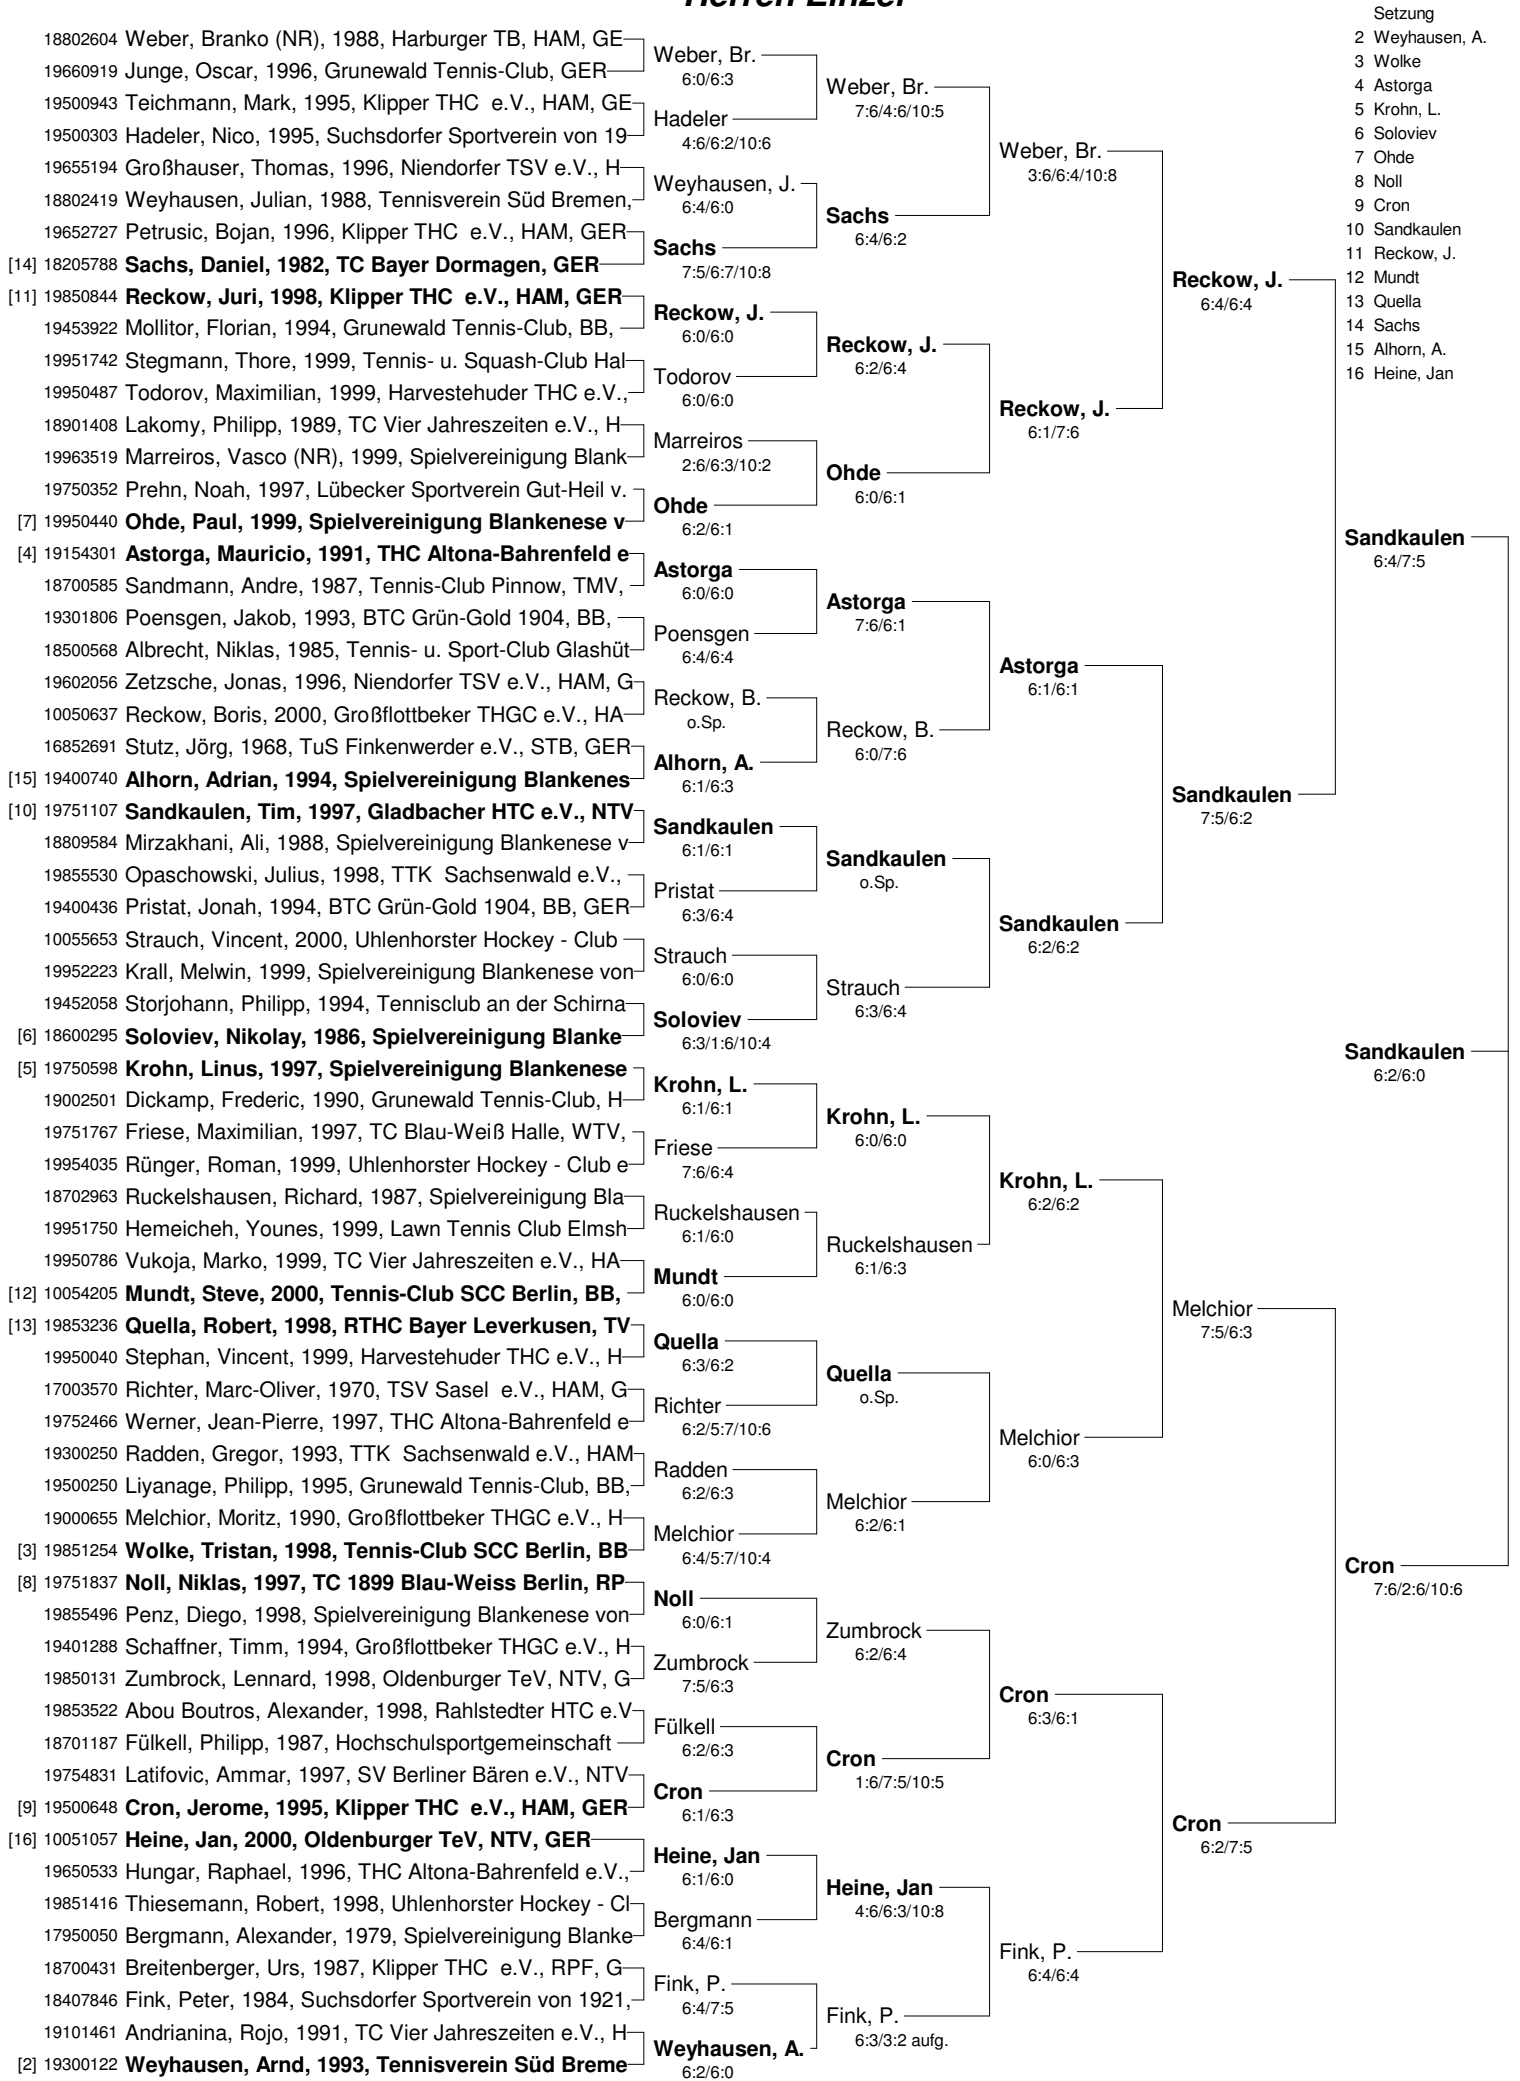 Herren Einzel
18802604 Weber, Branko (NR), 1988, Harburger TB, HAM, GE
19660919 Junge, Oscar, 1996, Grunewald Tennis-Club, GER
19500943 Teichmann, Mark, 1995, Klipper THC e.V., HAM, GE
19500303 Hadeler, Nico, 1995, Suchsdorfer Sportverein von 19
19655194 Großhauser, Thomas, 1996, Niendorfer TSV e.V., H
18802419 Weyhausen, Julian, 1988, Tennisverein Süd Bremen,
19652727 Petrusic, Bojan, 1996, Klipper THC e.V., HAM, GER
[14] 18205788 Sachs, Daniel, 1982, TC Bayer Dormagen, GER
[11] 19850844 Reckow, Juri, 1998, Klipper THC e.V., HAM, GER
19453922 Mollitor, Florian, 1994, Grunewald Tennis-Club, BB,
19951742 Stegmann, Thore, 1999, Tennis- u. Squash-Club Hal
19950487 Todorov, Maximilian, 1999, Harvestehuder THC e.V.,
18901408 Lakomy, Philipp, 1989, TC Vier Jahreszeiten e.V., H
19963519 Marreiros, Vasco (NR), 1999, Spielvereinigung Blank
19750352 Prehn, Noah, 1997, Lübecker Sportverein Gut-Heil v.
[7] 19950440 Ohde, Paul, 1999, Spielvereinigung Blankenese v
[4] 19154301 Astorga, Mauricio, 1991, THC Altona-Bahrenfeld e
18700585 Sandmann, Andre, 1987, Tennis-Club Pinnow, TMV,
19301806 Poensgen, Jakob, 1993, BTC Grün-Gold 1904, BB,
18500568 Albrecht, Niklas, 1985, Tennis- u. Sport-Club Glashüt
19602056 Zetzsche, Jonas, 1996, Niendorfer TSV e.V., HAM, G
10050637 Reckow, Boris, 2000, Großflottbeker THGC e.V., HA
16852691 Stutz, Jörg, 1968, TuS Finkenwerder e.V., STB, GER
[15] 19400740 Alhorn, Adrian, 1994, Spielvereinigung Blankenes
[10] 19751107 Sandkaulen, Tim, 1997, Gladbacher HTC e.V., NTV
18809584 Mirzakhani, Ali, 1988, Spielvereinigung Blankenese v
19855530 Opaschowski, Julius, 1998, TTK Sachsenwald e.V.,
19400436 Pristat, Jonah, 1994, BTC Grün-Gold 1904, BB, GER
10055653 Strauch, Vincent, 2000, Uhlenhorster Hockey - Club
19952223 Krall, Melwin, 1999, Spielvereinigung Blankenese von
19452058 Storjohann, Philipp, 1994, Tennisclub an der Schirna
[6] 18600295 Soloviev, Nikolay, 1986, Spielvereinigung Blanke
[5] 19750598 Krohn, Linus, 1997, Spielvereinigung Blankenese
19002501 Dickamp, Frederic, 1990, Grunewald Tennis-Club, H
19751767 Friese, Maximilian, 1997, TC Blau-Weiß Halle, WTV,
19954035 Rünger, Roman, 1999, Uhlenhorster Hockey - Club e
18702963 Ruckelshausen, Richard, 1987, Spielvereinigung Bla
19951750 Hemeicheh, Younes, 1999, Lawn Tennis Club Elmsh
19950786 Vukoja, Marko, 1999, TC Vier Jahreszeiten e.V., HA
[12] 10054205 Mundt, Steve, 2000, Tennis-Club SCC Berlin, BB,
[13] 19853236 Quella, Robert, 1998, RTHC Bayer Leverkusen, TV
19950040 Stephan, Vincent, 1999, Harvestehuder THC e.V., H
17003570 Richter, Marc-Oliver, 1970, TSV Sasel e.V., HAM, G
19752466 Werner, Jean-Pierre, 1997, THC Altona-Bahrenfeld e
19300250 Radden, Gregor, 1993, TTK Sachsenwald e.V., HAM
19500250 Liyanage, Philipp, 1995, Grunewald Tennis-Club, BB,
19000655 Melchior, Moritz, 1990, Großflottbeker THGC e.V., H
[3] 19851254 Wolke, Tristan, 1998, Tennis-Club SCC Berlin, BB
[8] 19751837 Noll, Niklas, 1997, TC 1899 Blau-Weiss Berlin, RP
19855496 Penz, Diego, 1998, Spielvereinigung Blankenese von
19401288 Schaffner, Timm, 1994, Großflottbeker THGC e.V., H
19850131 Zumbrock, Lennard, 1998, Oldenburger TeV, NTV, G
19853522 Abou Boutros, Alexander, 1998, Rahlstedter HTC e.V
18701187 Fülkell, Philipp, 1987, Hochschulsportgemeinschaft
19754831 Latifovic, Ammar, 1997, SV Berliner Bären e.V., NTV
[9] 19500648 Cron, Jerome, 1995, Klipper THC e.V., HAM, GER
[16] 10051057 Heine, Jan, 2000, Oldenburger TeV, NTV, GER
19650533 Hungar, Raphael, 1996, THC Altona-Bahrenfeld e.V.,
19851416 Thiesemann, Robert, 1998, Uhlenhorster Hockey - Cl
17950050 Bergmann, Alexander, 1979, Spielvereinigung Blanke
18700431 Breitenberger, Urs, 1987, Klipper THC e.V., RPF, G
18407846 Fink, Peter, 1984, Suchsdorfer Sportverein von 1921,
19101461 Andrianina, Rojo, 1991, TC Vier Jahreszeiten e.V., H
[2] 19300122 Weyhausen, Arnd, 1993, Tennisverein Süd Breme
Weber, Br.
6:0/6:3
Hadeler
4:6/6:2/10:6
Weyhausen, J.
6:4/6:0
Sachs
7:5/6:7/10:8
Reckow, J.
6:0/6:0
Todorov
6:0/6:0
Marreiros
2:6/6:3/10:2
Ohde
6:2/6:1
Astorga
6:0/6:0
Poensgen
6:4/6:4
Reckow, B.
o.Sp.
Alhorn, A.
6:1/6:3
Sandkaulen
6:1/6:1
Pristat
6:3/6:4
Strauch
6:0/6:0
Soloviev
6:3/1:6/10:4
Krohn, L.
6:1/6:1
Friese
7:6/6:4
Ruckelshausen
6:1/6:0
Mundt
6:0/6:0
Quella
6:3/6:2
Richter
6:2/5:7/10:6
Radden
6:2/6:3
Melchior
6:4/5:7/10:4
Noll
6:0/6:1
Zumbrock
7:5/6:3
Fülkell
6:2/6:3
Cron
6:1/6:3
Heine, Jan
6:1/6:0
Bergmann
6:4/6:1
Fink, P.
6:4/7:5
Weyhausen, A.
6:2/6:0
Weber, Br.
7:6/4:6/10:5
Sachs
6:4/6:2
Reckow, J.
6:2/6:4
Ohde
6:0/6:1
Astorga
7:6/6:1
Reckow, B.
6:0/7:6
Sandkaulen
o.Sp.
Strauch
6:3/6:4
Krohn, L.
6:0/6:0
Ruckelshausen
6:1/6:3
Quella
o.Sp.
Melchior
6:2/6:1
Zumbrock
6:2/6:4
Cron
1:6/7:5/10:5
Heine, Jan
4:6/6:3/10:8
Fink, P.
6:3/3:2 aufg.
Weber, Br.
3:6/6:4/10:8
Reckow, J.
6:1/7:6
Astorga
6:1/6:1
Sandkaulen
6:2/6:2
Krohn, L.
6:2/6:2
Melchior
6:0/6:3
Cron
6:3/6:1
Fink, P.
6:4/6:4
Reckow, J.
6:4/6:4
Sandkaulen
7:5/6:2
Melchior
7:5/6:3
Cron
6:2/7:5
Sandkaulen
6:4/7:5
Cron
7:6/2:6/10:6
Sandkaulen
6:2/6:0
Setzung
2 Weyhausen, A.
3 Wolke
4 Astorga
5 Krohn, L.
6 Soloviev
7 Ohde
8 Noll
9 Cron
10 Sandkaulen
11 Reckow, J.
12 Mundt
13 Quella
14 Sachs
15 Alhorn, A.
16 Heine, Jan